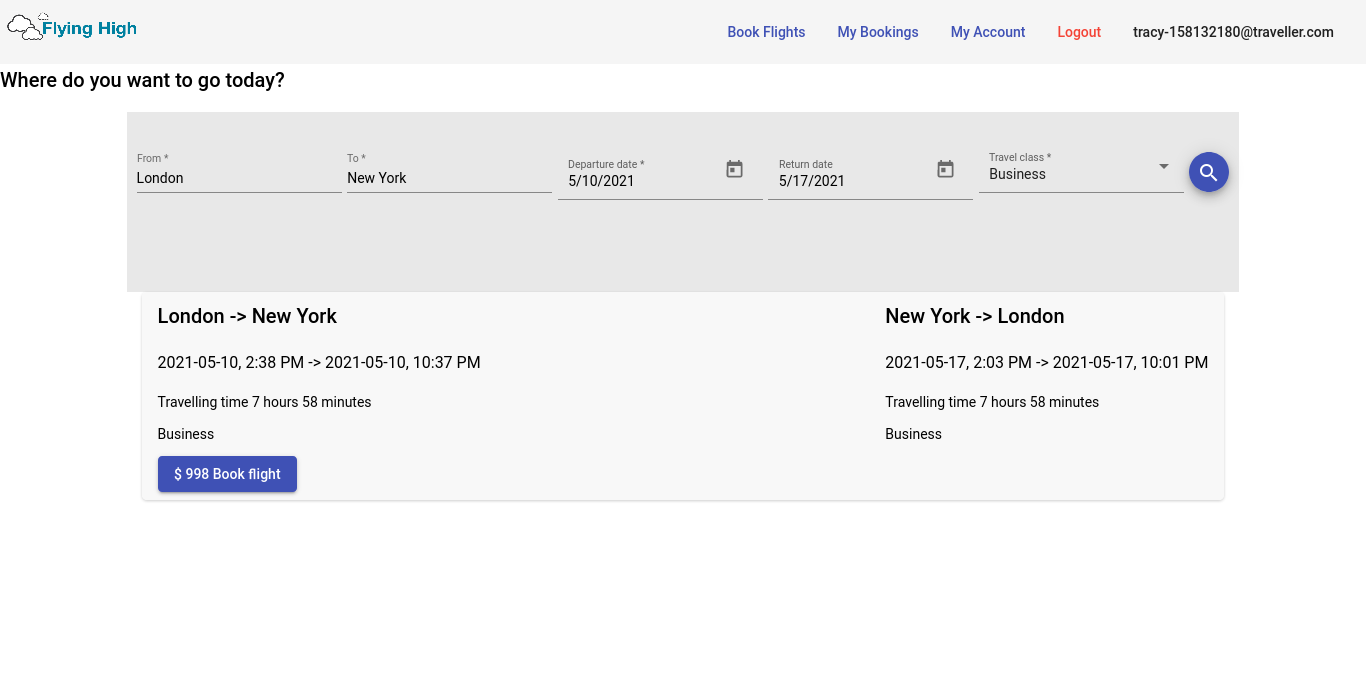 Flying High
Book Flights My Bookings My Account Logout tracy-158132180@traveller.com
Where do you want to go today?
From * To * Departure date * Return date Travel class *
London New York 5/10/2021 5/17/2021 Business
London -> New York New York -> London
2021-05-10, 2:38 PM -> 2021-05-10, 10:37 PM 2021-05-17, 2:03 PM -> 2021-05-17, 10:01 PM
Travelling time 7 hours 58 minutes Travelling time 7 hours 58 minutes
Business Business
$ 998 Book flight